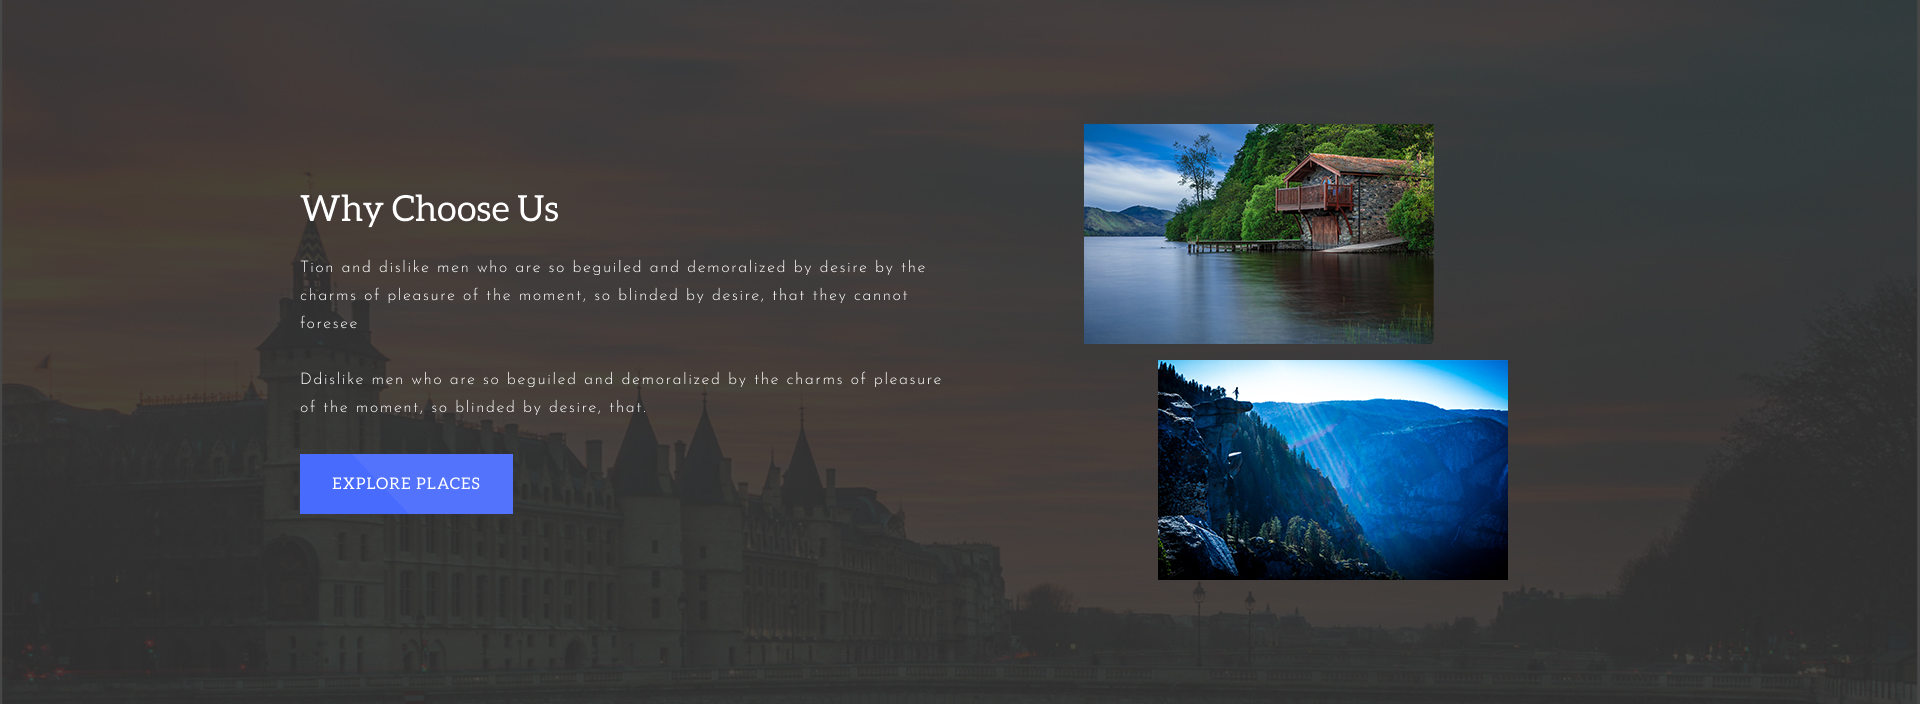 Why Choose Us
Tion and dislike men who are so beguiled and demoralized by desire by the
charms of pleasure of the moment, so blinded by desire, that they cannot
foresee
Ddislike men who are so beguiled and demoralized by the charms of pleasure
of the moment, so blinded by desire, that.
EXPLORE PLACES